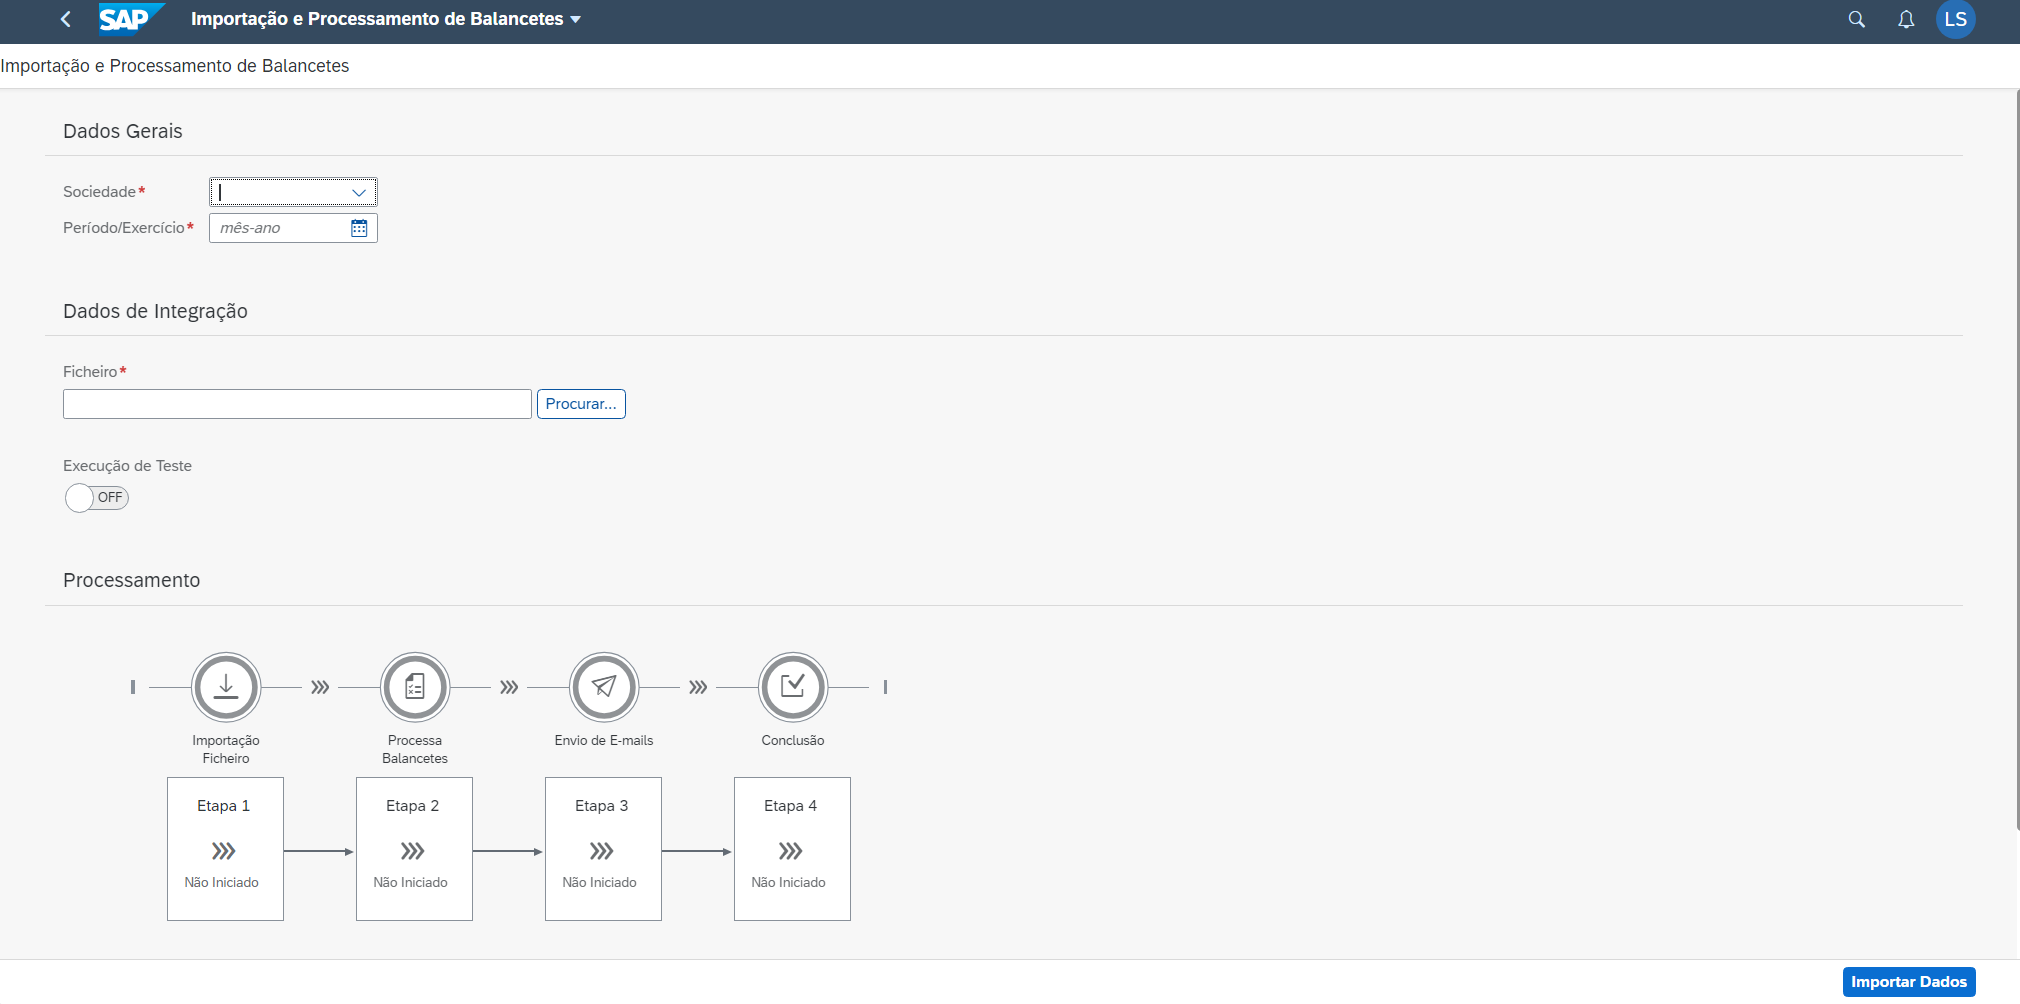 SAP Importação e Processamento de Balancetes LS
Importação e Processamento de Balancetes
Dados Gerais
Sociedade*
Período/Exercício* mês-ano
Dados de Integração
Ficheiro*
Procurar...
Execução de Teste
OFF
Processamento
Importação Processa Envio de E-mails Conclusão
Ficheiro Balancetes
Etapa 1 Etapa 2 Etapa 3 Etapa 4
Não Iniciado Não Iniciado Não Iniciado Não Iniciado
Importar Dados